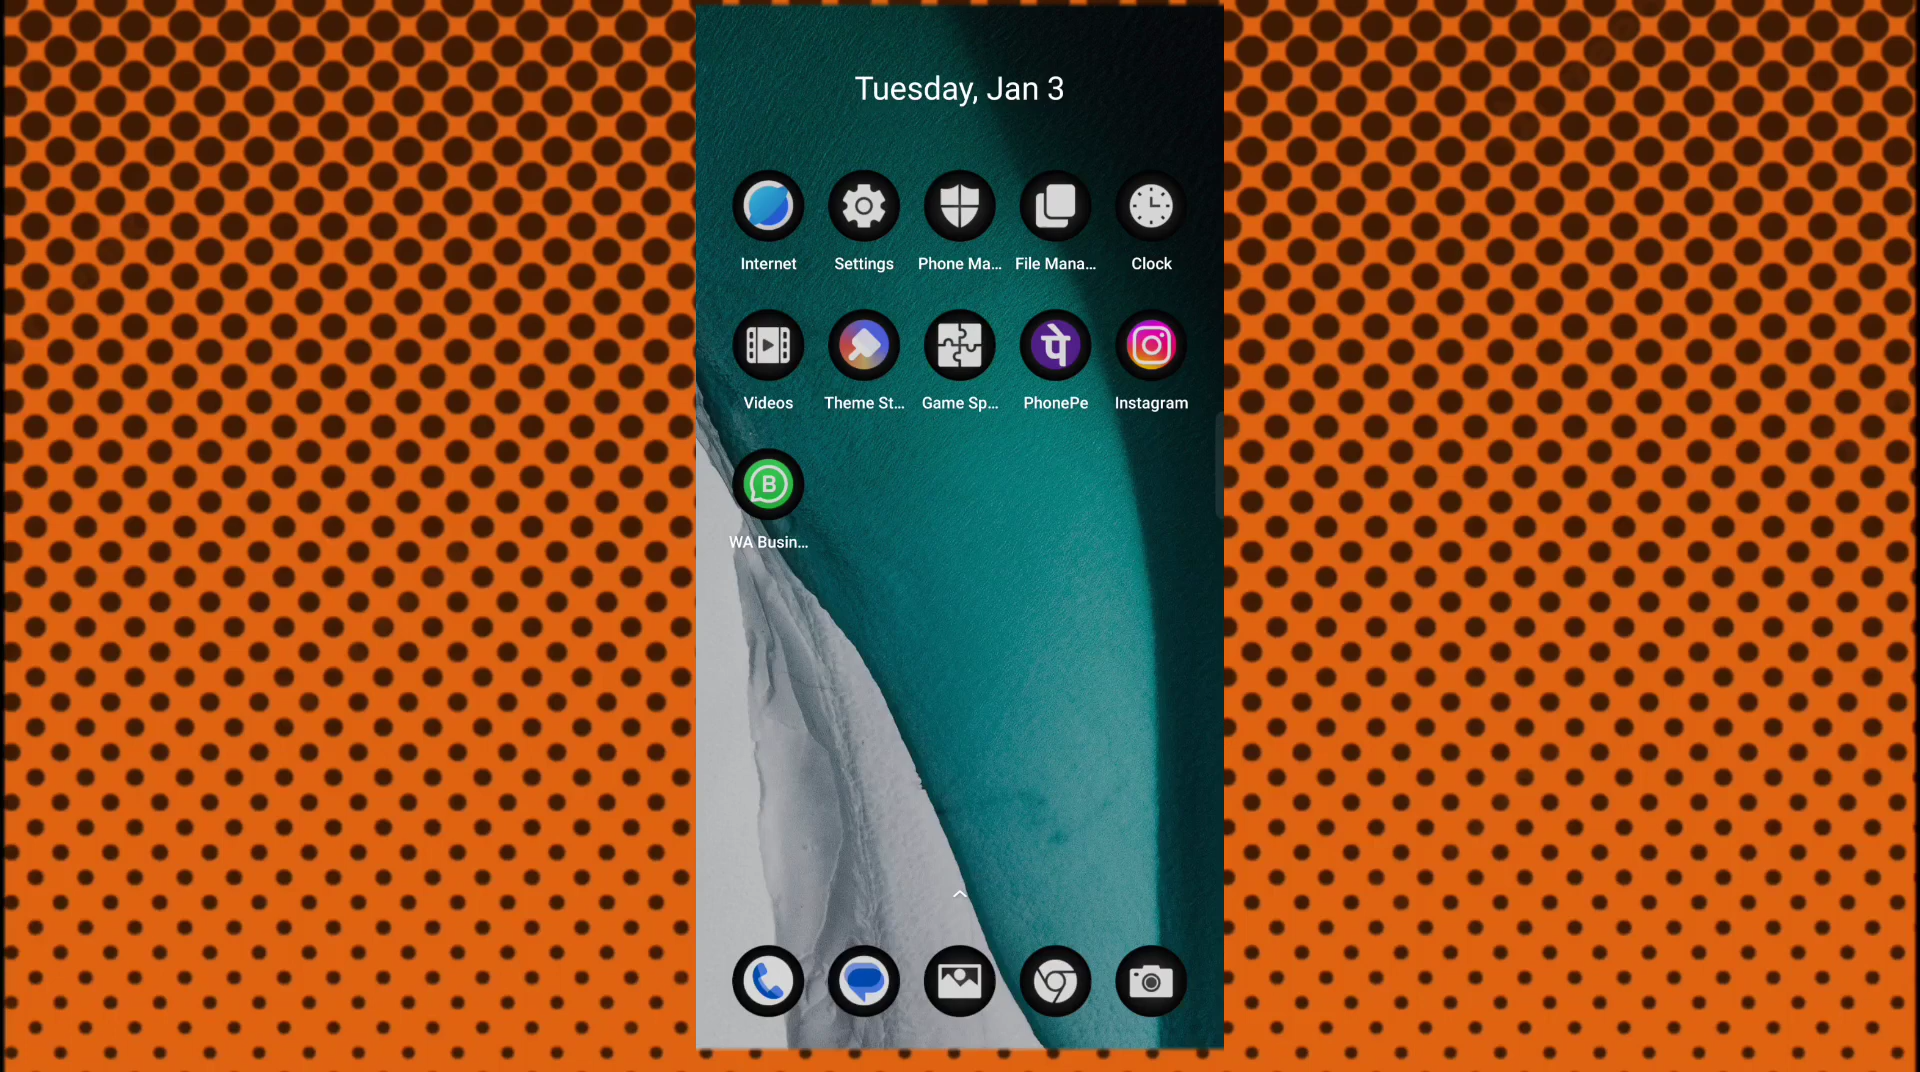 Tuesday, Jan 3
Internet Settings Phone Ma... File Mana... Clock
पे
Videos Theme St... Game Sp... PhonePe Instagram
B
WA Busin...